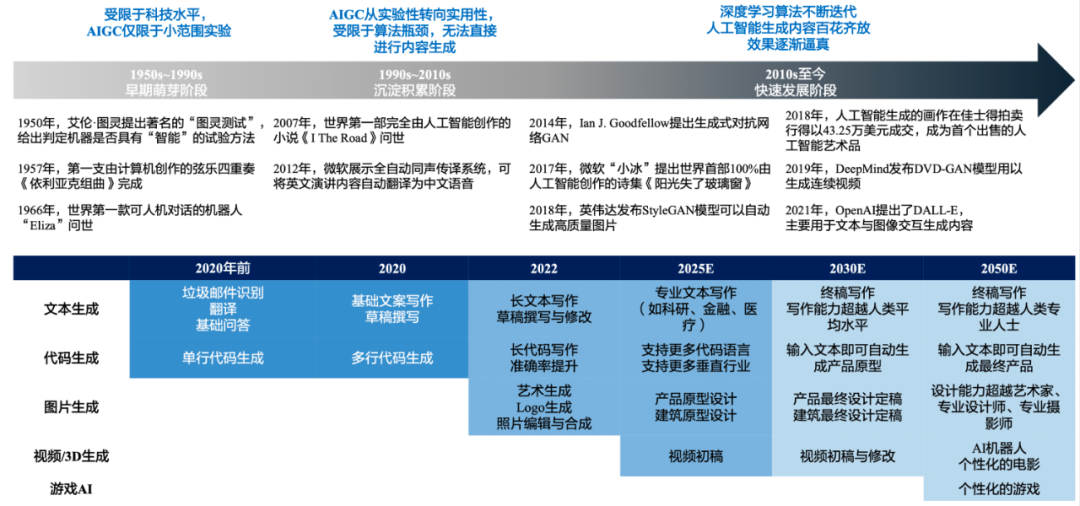 受限于科技水平，
AIGC仅限于小范围实验
AIGC从实验性转向实用性，
受限于算法瓶颈，无法直接
进行内容生成
深度学习算法不断迭代
人工智能生成内容百花齐放
效果逐渐逼真
1950s~1990s
早期萌芽阶段
1990s~2010s
沉淀积累阶段
2010s至今
快速发展阶段
1950年，艾伦·图灵提出著名的“图灵测试”，
给出判定机器是否具有“智能”的试验方法
1957年，第一支由计算机创作的弦乐四重奏
《依利亚克组曲》完成
1966年，世界第一款可人机对话的机器人
“Eliza”问世
2007年，世界第一部完全由人工智能创作的
小说《I The Road》问世
2012年，微软展示全自动同声传译系统，可
将英文演讲内容自动翻译为中文语音
2014年，Ian J. Goodfellow提出生成式对抗网
络GAN
2017年，微软“小冰”提出世界首部100%由
人工智能创作的诗集《阳光失了玻璃窗》
2018年，英伟达发布StyleGAN模型可以自动
生成高质量图片
2018年，人工智能生成的画作在佳士得拍卖
行得以43.25万美元成交，成为首个出售的人
工智能艺术品
2019年，DeepMind发布DVD-GAN模型用以
生成连续视频
2021年，OpenAI提出了DALL-E，
主要用于文本与图像交互生成内容
2020年前 2020 2022 2025E 2030E 2050E
文本生成
垃圾邮件识别
翻译
基础问答
基础文案写作
草稿撰写
长文本写作
草稿撰写与修改
专业文本写作
（如科研、金融、医
疗）
终稿写作
写作能力超越人类平
均水平
终稿写作
写作能力超越人类专
业人士
代码生成
单行代码生成
多行代码生成
长代码写作
准确率提升
支持更多代码语言
支持更多垂直行业
输入文本即可自动生
成产品原型
输入文本即可自动生
成最终产品
图片生成
艺术生成
Logo生成
照片编辑与合成
产品原型设计
建筑原型设计
产品最终设计定稿
建筑最终设计定稿
设计能力超越艺术家、
专业设计师、专业摄
影师
视频/3D生成
视频初稿
视频初稿与修改
AI机器人
个性化的电影
游戏AI
个性化的游戏